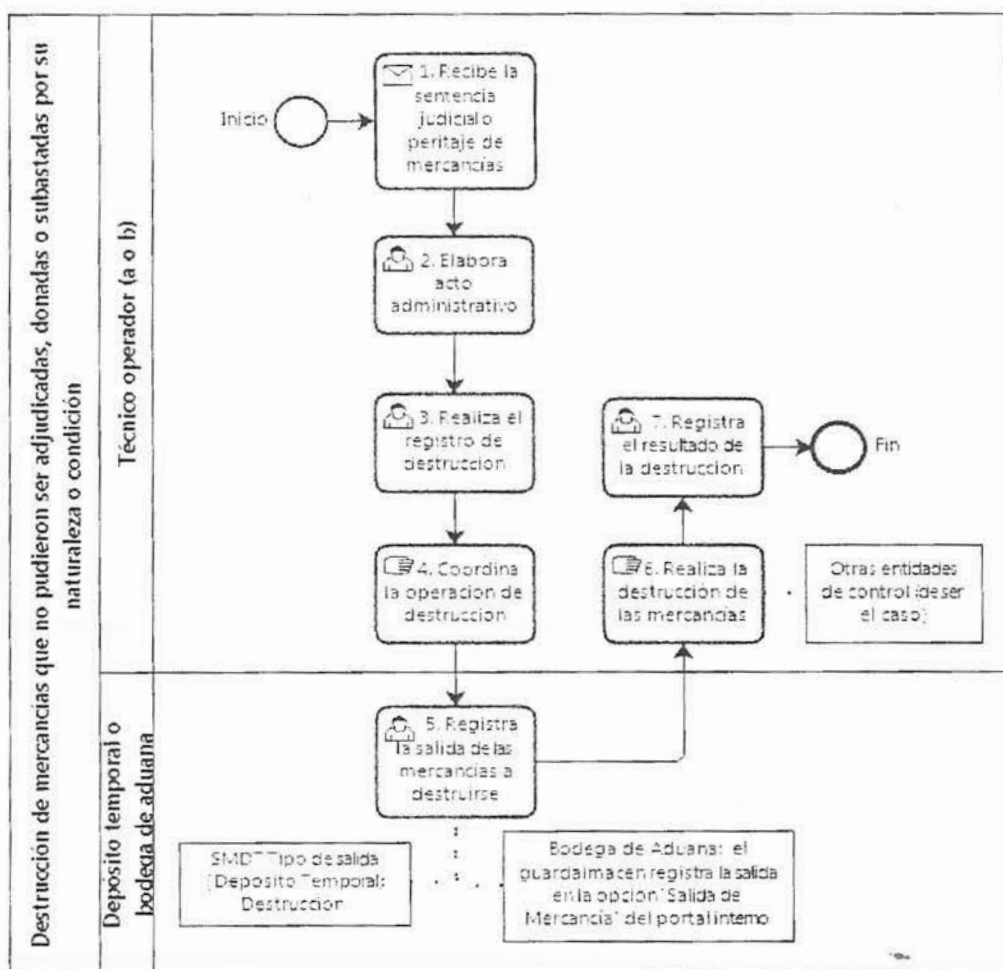 Destrucción de mercancías que no pudieron ser adjudicadas, donadas o subastadas por su
naturaleza o condición
Técnico operador (a o b)
Inicio
1. Recibe la
sentencia
judicial o
peritaje de
mercancías
2. Elabora
acto
administrativo
3. Realiza el
registro de
destrucción
4. Coordina
la operación de
destrucción
Depósito temporal o
bodega de aduana
5. Registra
la salida de las
mercancías a
destruirse
SMDT Tipo de salida
(Deposito Temporal):
Destrucción
Bodega de Aduana: el
guardalmacén registra la salida
en la opción "Salida de
Mercancía" del portal interno
6. Realiza la
destrucción de
las mercancías
Otras entidades
de control (de ser
el caso)
7. Registra
el resultado de
la destrucción
Fin